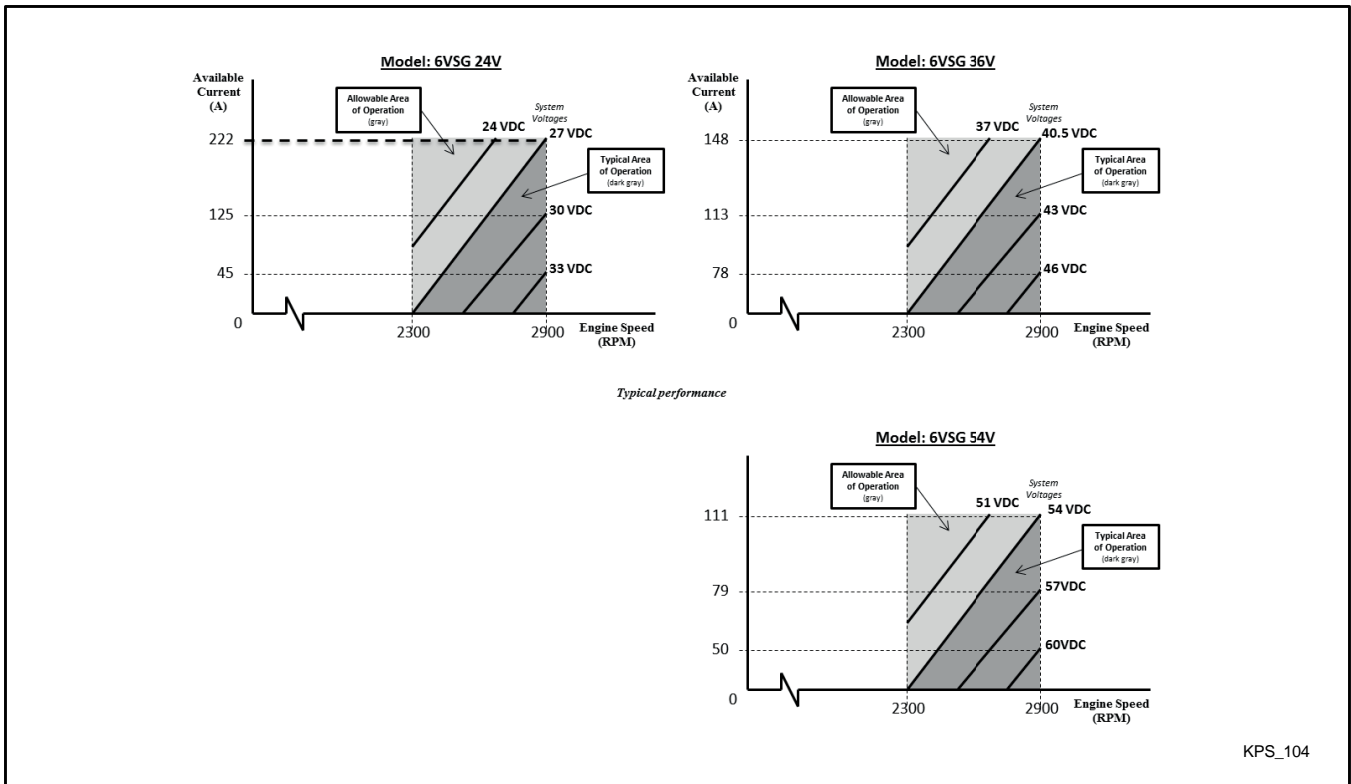 Model: 6VSG 24V
Available
Current
(A)
Allowable Area
of Operation
(gray)
System
Voltages
24 VDC
27 VDC
222
Typical Area
of Operation
(dark gray)
125
30 VDC
45
33 VDC
0
2300
2900
Engine Speed
(RPM)
Model: 6VSG 36V
Available
Current
(A)
Allowable Area
of Operation
(gray)
System
Voltages
37 VDC
40.5 VDC
148
Typical Area
of Operation
(dark gray)
113
43 VDC
78
46 VDC
0
2300
2900
Engine Speed
(RPM)
Typical performance
Model: 6VSG 54V
Allowable Area
of Operation
(gray)
System
Voltages
51 VDC
54 VDC
111
Typical Area
of Operation
(dark gray)
79
57VDC
50
60VDC
0
2300
2900
Engine Speed
(RPM)
KPS_104